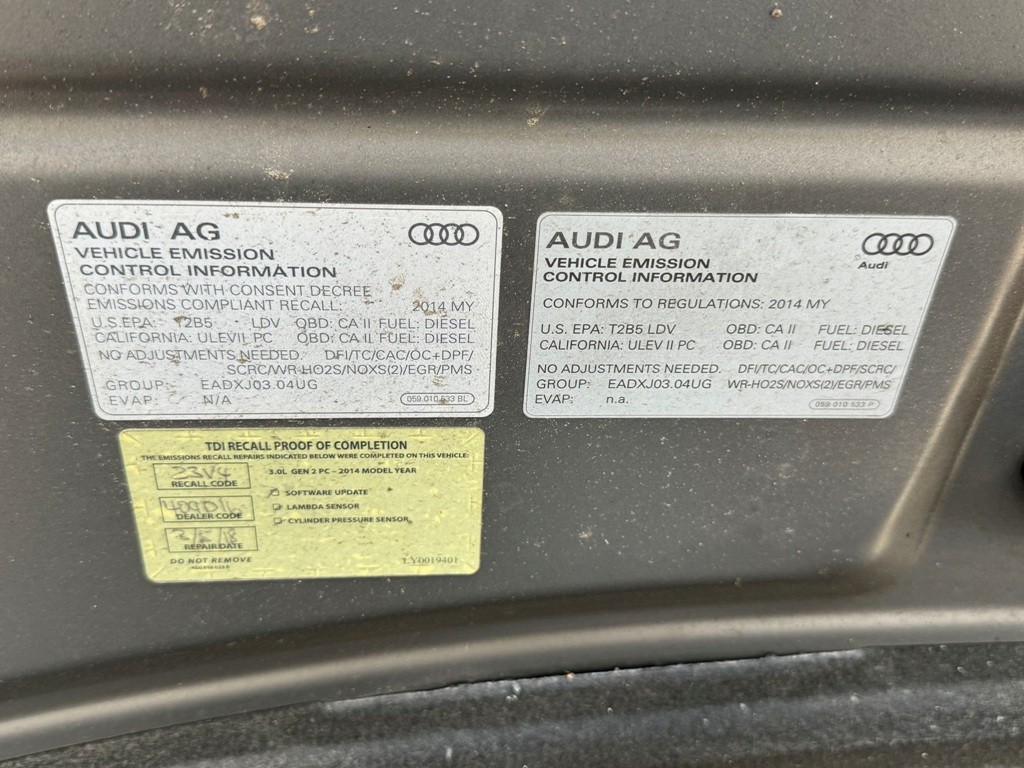 AUDI AG
VEHICLE EMISSION
CONTROL INFORMATION
CONFORMS WITH CONSENT DECREE
EMISSIONS COMPLIANT RECALL: 2014 MY
U.S.EPA: T2B5 LDV OBD: CA II FUEL: DIESEL
CALIFORNIA: ULEVII PC OBD: CA II FUEL: DIESEL
NO ADJUSTMENTS NEEDED. DFI/TC/CAC/OC+DPF/
SCRC/WR-HO2S/NOXS(2)/EGR/PMS
GROUP: EADXJ03.04UG
EVAP: N/A
059 010 533 BL
AUDI AG
Audi
VEHICLE EMISSION
CONTROL INFORMATION
CONFORMS TO REGULATIONS: 2014 MY
U.S. EPA: T2B5 LDV OBD: CA II FUEL: DIESEL
CALIFORNIA: ULEV II PC OBD: CA II FUEL: DIESEL
NO ADJUSTMENTS NEEDED. DFI/TC/CAC/OC+DPF/SCRC/
GROUP: EADXJ03.04UG WR-HO2S/NOXS(2)/EGR/PMS
EVAP: n.a.
059 010 533 P
TDI RECALL PROOF OF COMPLETION
THE EMISSIONS RECALL REPAIRS INDICATED BELOW WERE COMPLETED ON THIS VEHICLE:
23V4
RECALL CODE
3.0L GEN 2 PC – 2014 MODEL YEAR
SOFTWARE UPDATE
LAMBDA SENSOR
CYLINDER PRESSURE SENSOR
DEALER CODE
REPAIR DATE
DO NOT REMOVE
LY0019401